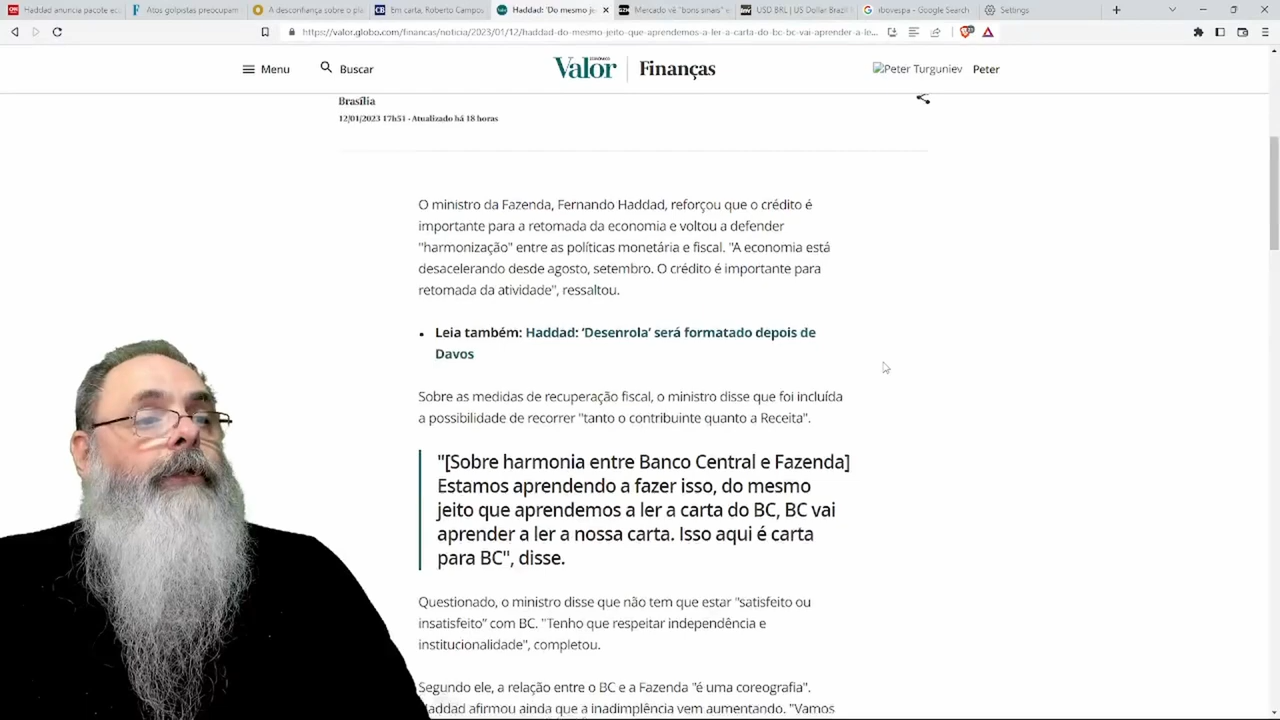 Haddad anuncia pacote ec
Atos golpistas preocupam
A desconfiança sobre o pla
Em carta, Roberto Campos
Haddad: 'Do mesmo je
Mercado vê "bons sinais" e
USD BRL | US Dollar Brazil
ibovespa - Google Search
Settings
https://valor.globo.com/financas/noticia/2023/01/12/haddad-do-mesmo-jeito-que-aprendemos-a-ler-a-carta-do-bc-bc-vai-aprender-a-le...
Menu
Buscar
Valor
Finanças
Peter Turguniev
Peter
Brasília
12/01/2023 17h51 · Atualizado há 18 horas
O ministro da Fazenda, Fernando Haddad, reforçou que o crédito é
importante para a retomada da economia e voltou a defender
"harmonização" entre as políticas monetária e fiscal. "A economia está
desacelerando desde agosto, setembro. O crédito é importante para
retomada da atividade", ressaltou.
• Leia também: Haddad: 'Desenrola' será formatado depois de
Davos
Sobre as medidas de recuperação fiscal, o ministro disse que foi incluída
a possibilidade de recorrer "tanto o contribuinte quanto a Receita".
"[Sobre harmonia entre Banco Central e Fazenda]
Estamos aprendendo a fazer isso, do mesmo
jeito que aprendemos a ler a carta do BC, BC vai
aprender a ler a nossa carta. Isso aqui é carta
para BC", disse.
Questionado, o ministro disse que não tem que estar "satisfeito ou
insatisfeito" com BC. "Tenho que respeitar independência e
institucionalidade", completou.
Segundo ele, a relação entre o BC e a Fazenda "é uma coreografia".
Haddad afirmou ainda que a inadimplência vem aumentando. "Vamos